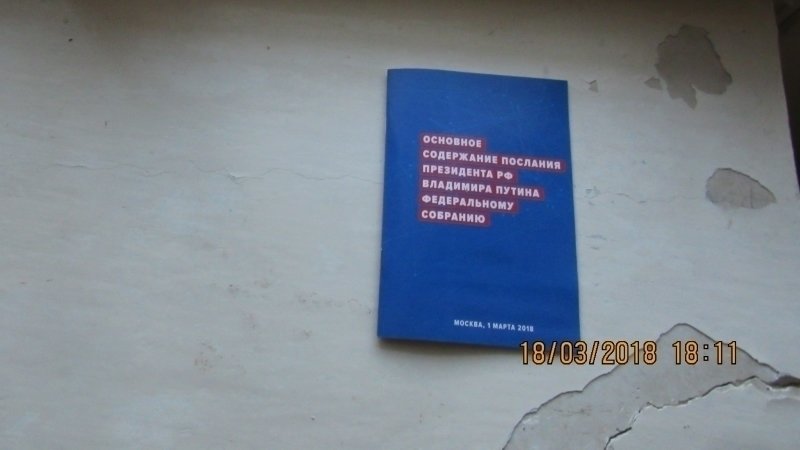 ОСНОВНОЕ
СОДЕРЖАНИЕ ПОСЛАНИЯ
ПРЕЗИДЕНТА РФ
ВЛАДИМИРА ПУТИНА
ФЕДЕРАЛЬНОМУ
СОБРАНИЮ
МОСКВА, 1 МАРТА 2018
18/03/2018 18:11